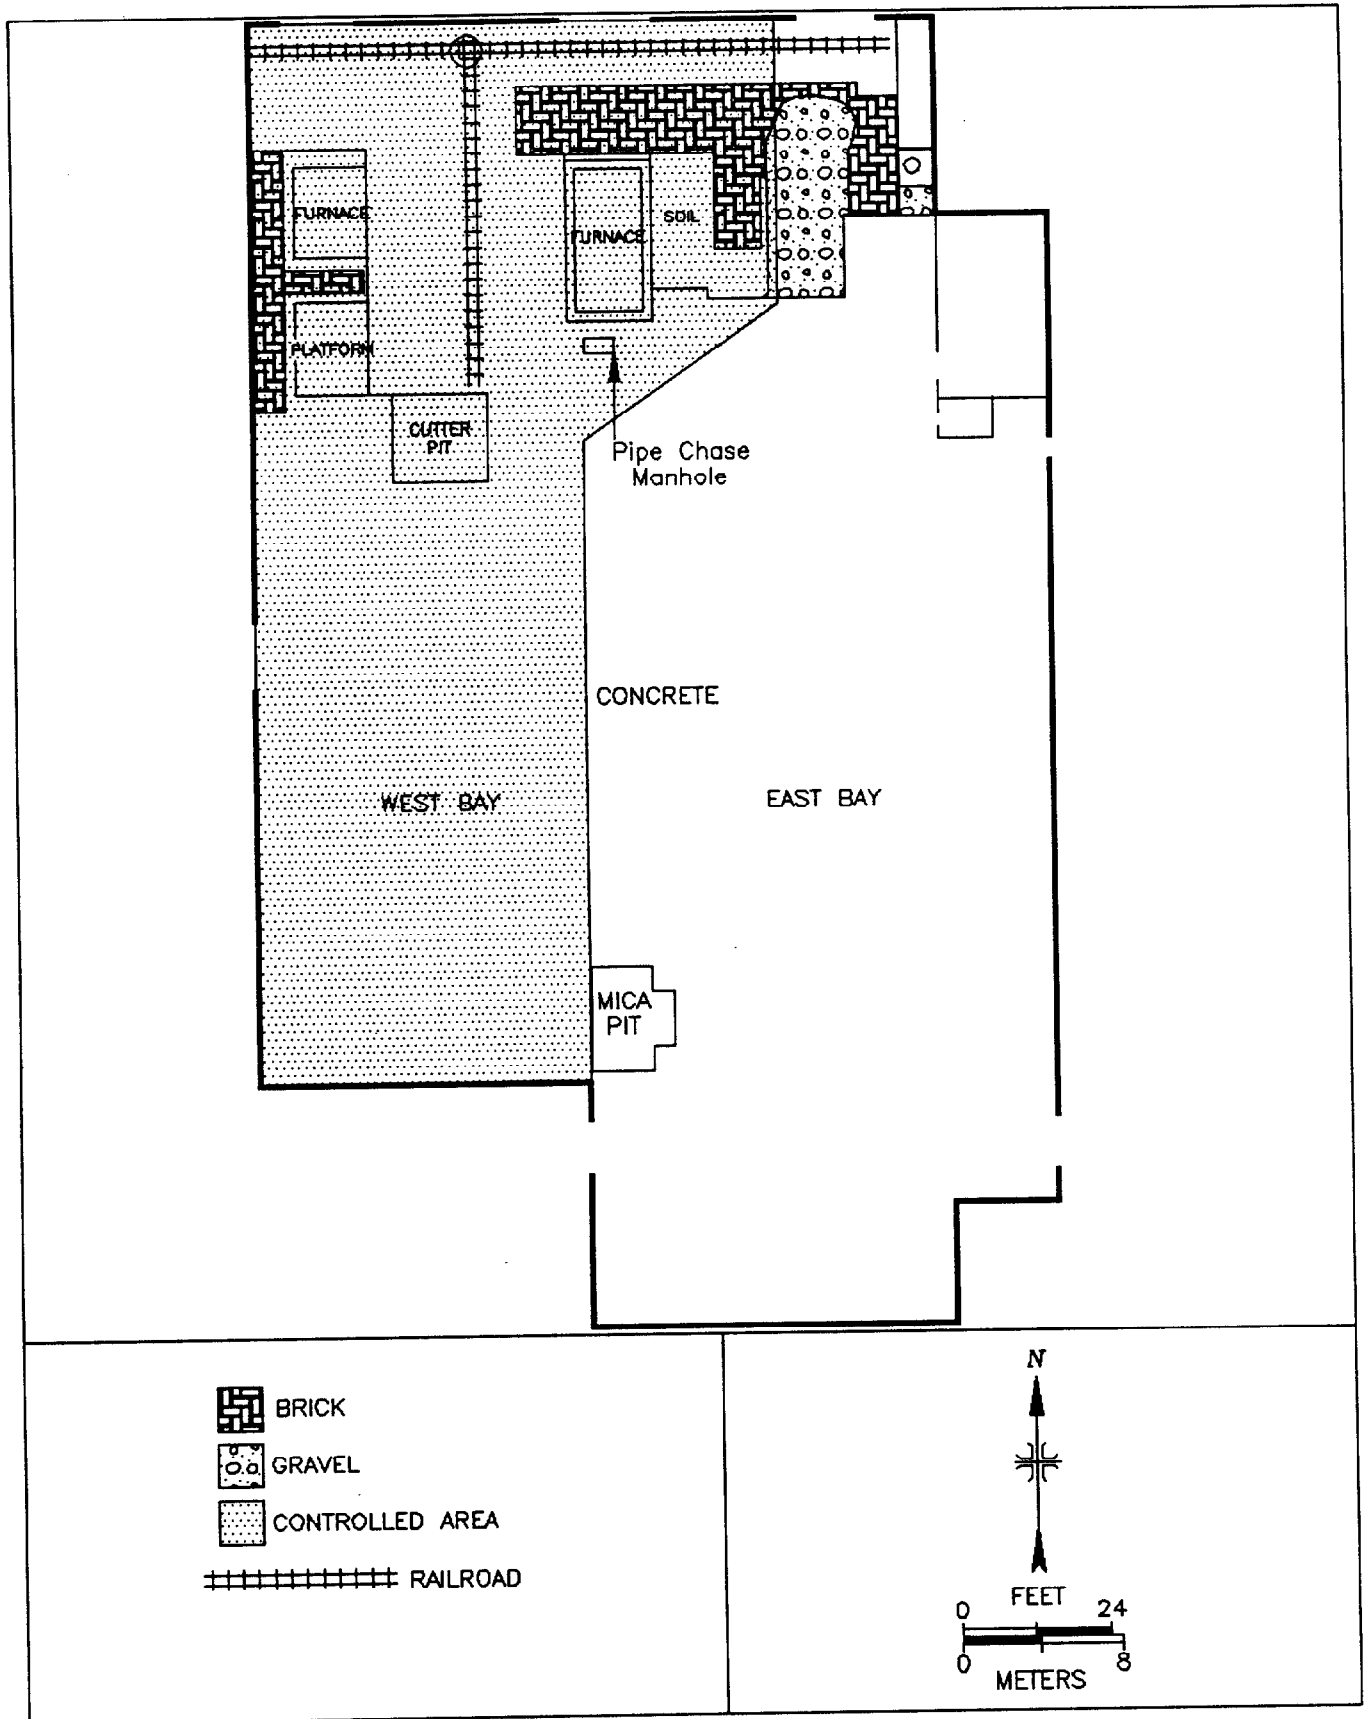 FURNACE
SOIL
FURNACE
PLATFORM
CUTTER
PIT
Pipe Chase
Manhole
CONCRETE
WEST BAY
EAST BAY
MICA
PIT
BRICK
GRAVEL
CONTROLLED AREA
RAILROAD
N
FEET
0 24
0 8
METERS